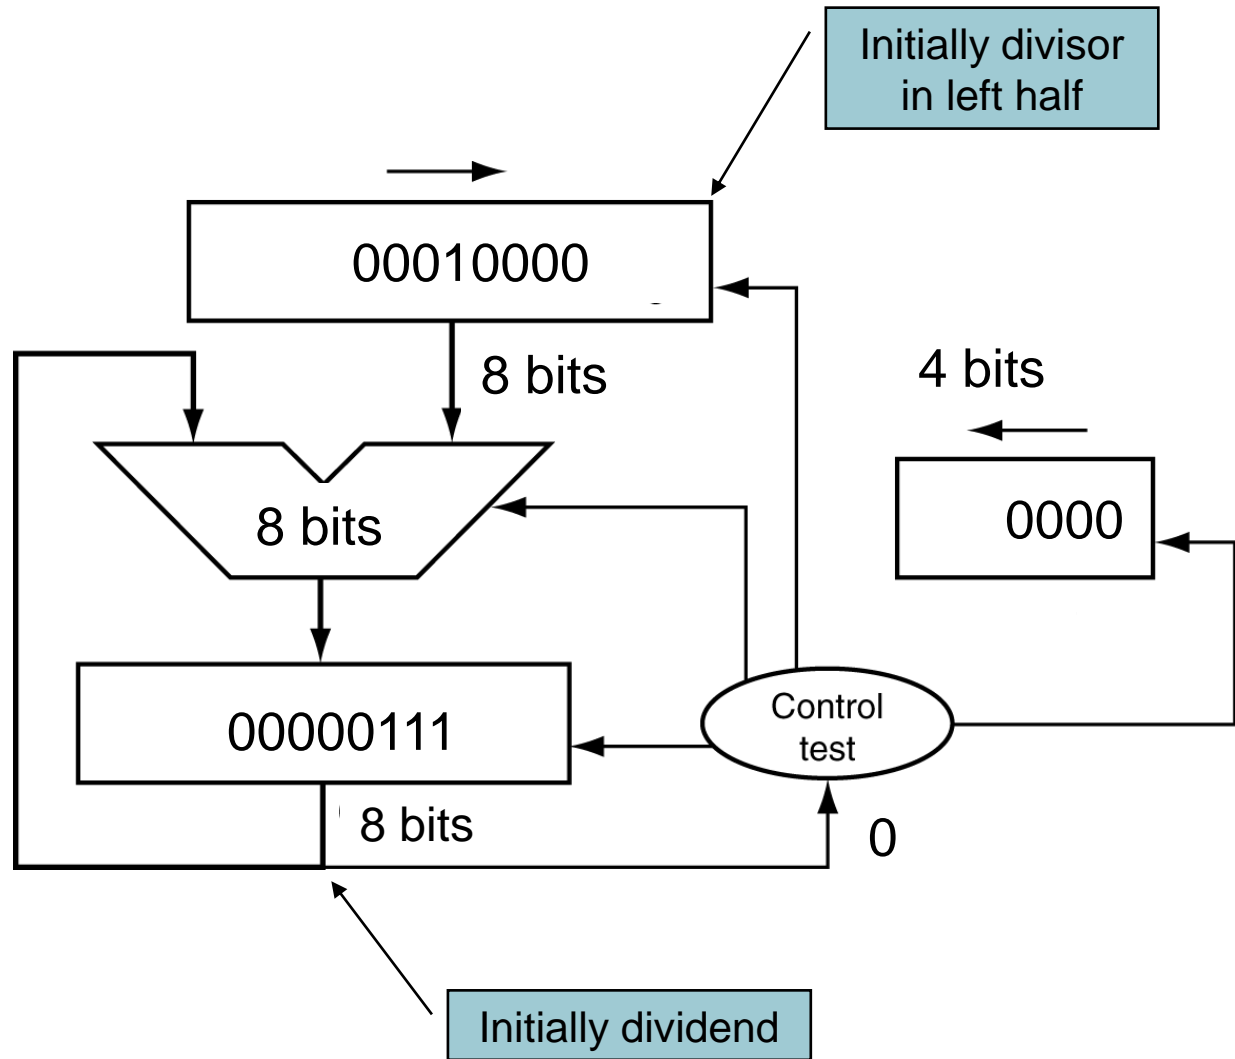 Initially divisor
in left half
00010000
8 bits
4 bits
8 bits
0000
00000111
Control
test
8 bits
0
Initially dividend